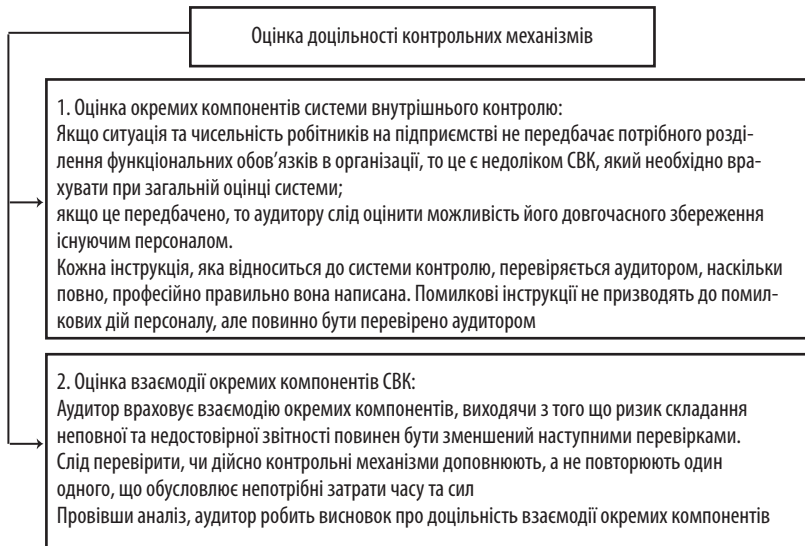 Оцінка доцільності контрольних механізмів
1. Оцінка окремих компонентів системи внутрішнього контролю:
Якщо ситуація та чисельність робітників на підприємстві не передбачає потрібного розді-
лення функціональних обов’язків в організації, то це є недоліком СВК, який необхідно вра-
хувати при загальній оцінці системи;
якщо це передбачено, то аудитору слід оцінити можливість його довгочасного збереження
існуючим персоналом.
Кожна інструкція, яка відноситься до системи контролю, перевіряється аудитором, наскільки
повно, професійно правильно вона написана. Помилкові інструкції не призводять до помил-
кових дій персоналу, але повинно бути перевірено аудитором
2. Оцінка взаємодії окремих компонентів СВК:
Аудитор враховує взаємодію окремих компонентів, виходячи з того що ризик складання
неповної та недостовірної звітності повинен бути зменшений наступними перевірками.
Слід перевірити, чи дійсно контрольні механізми доповнюють, а не повторюють один
одного, що обусловлює непотрібні затрати часу та сил
Провівши аналіз, аудитор робить висновок про доцільність взаємодії окремих компонентів